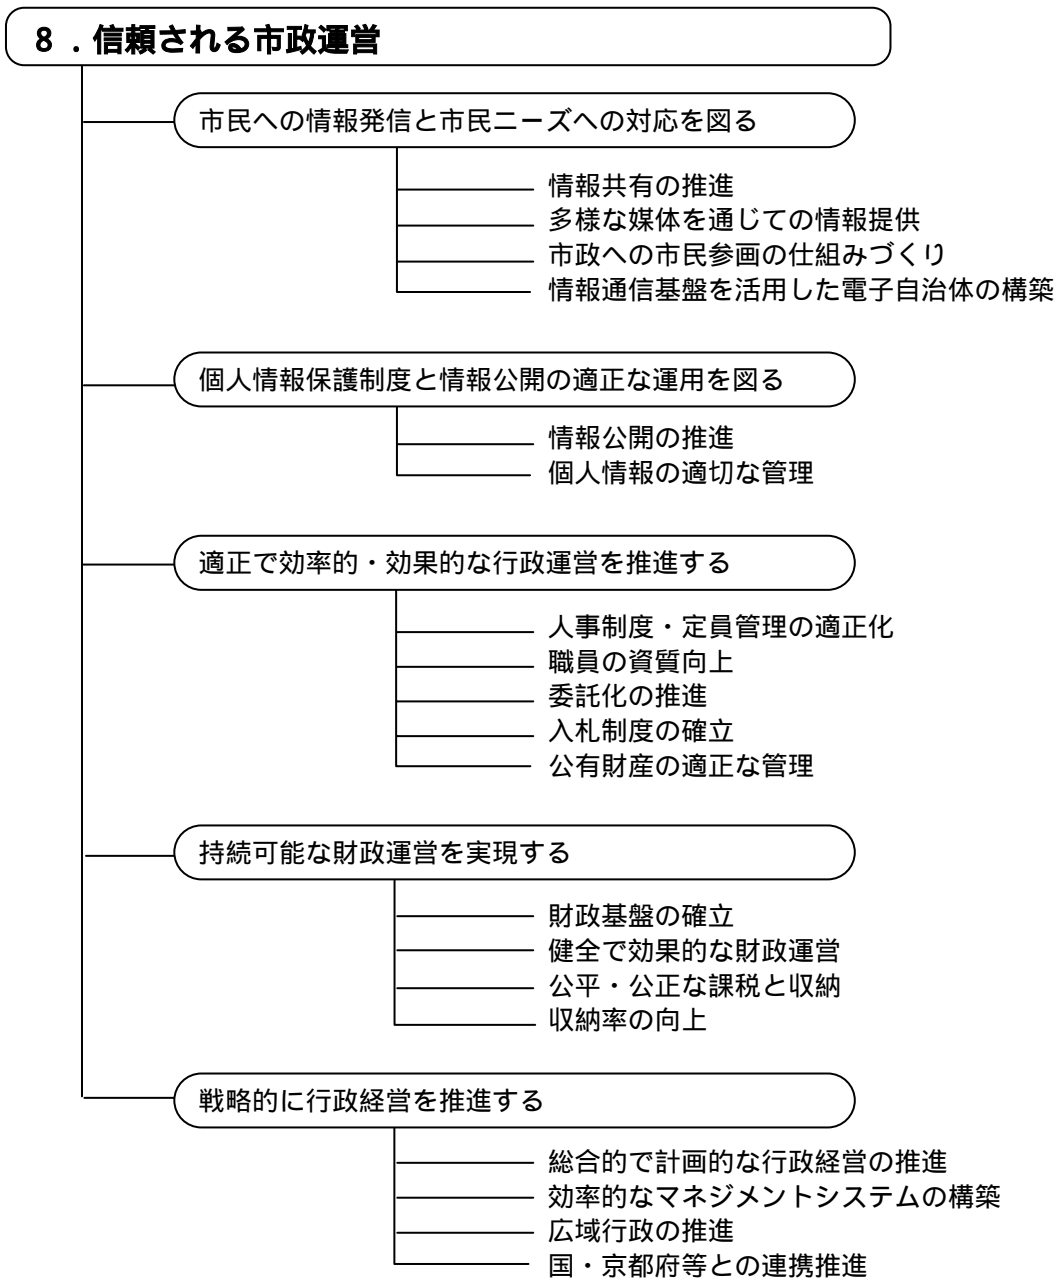 ８．信頼される市政運営
市民への情報発信と市民ニーズへの対応を図る
情報共有の推進
多様な媒体を通じての情報提供
市政への市民参画の仕組みづくり
情報通信基盤を活用した電子自治体の構築
個人情報保護制度と情報公開の適正な運用を図る
情報公開の推進
個人情報の適切な管理
適正で効率的・効果的な行政運営を推進する
人事制度・定員管理の適正化
職員の資質向上
委託化の推進
入札制度の確立
公有財産の適正な管理
持続可能な財政運営を実現する
財政基盤の確立
健全で効果的な財政運営
公平・公正な課税と収納
収納率の向上
戦略的に行政経営を推進する
総合的で計画的な行政経営の推進
効率的なマネジメントシステムの構築
広域行政の推進
国・京都府等との連携推進